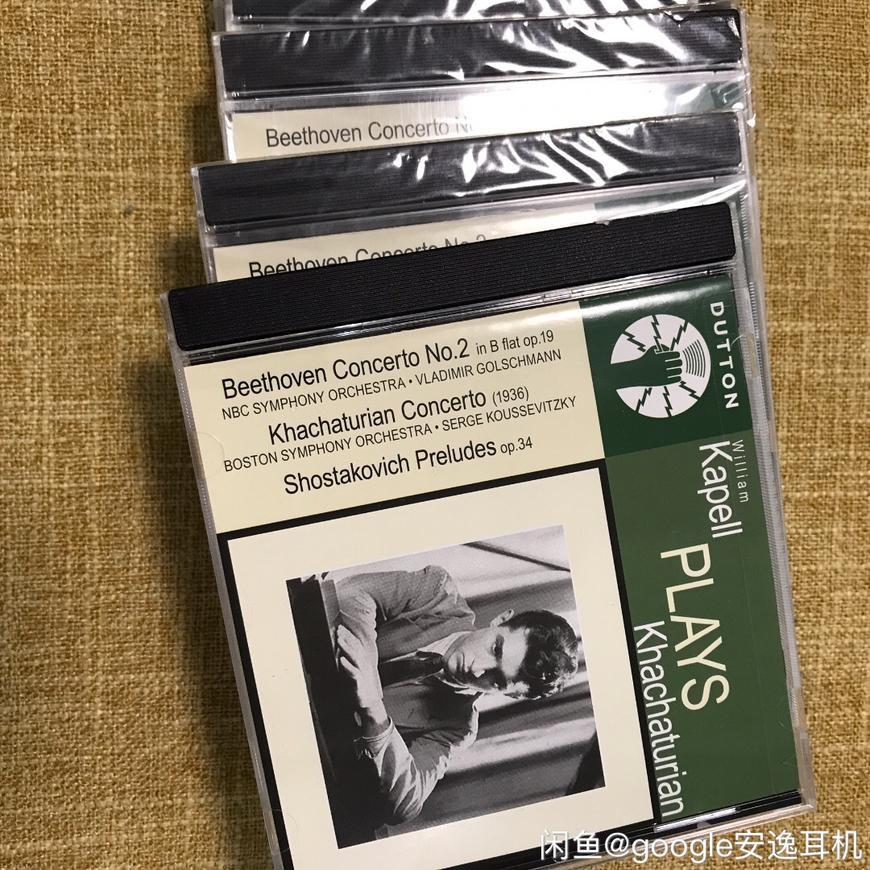 Beethoven Concerto
Beethoven Concerto No.2
Beethoven Concerto No.2 in B flat op.19
NBC SYMPHONY ORCHESTRA • VLADIMIR GOLSCHMANN
Khachaturian Concerto (1936)
BOSTON SYMPHONY ORCHESTRA • SERGE KOUSSEVITZKY
Shostakovich Preludes op.34
DUTTON
William
Kapell
PLAYS
Khachaturian
闲鱼@google安逸耳机